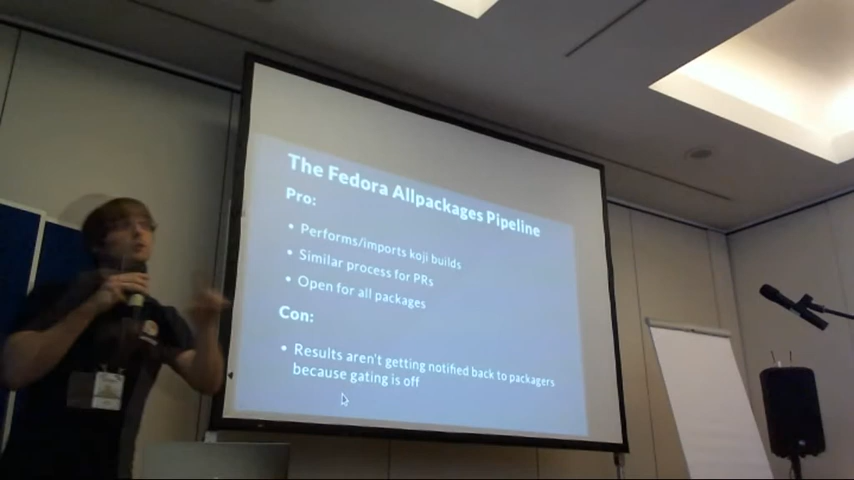 The Fedora Allpackages Pipeline
Pro:
• Performs/imports koji builds
• Similar process for PRs
• Open for all packages
Con:
• Results aren't getting notified back to packagers
because gating is off